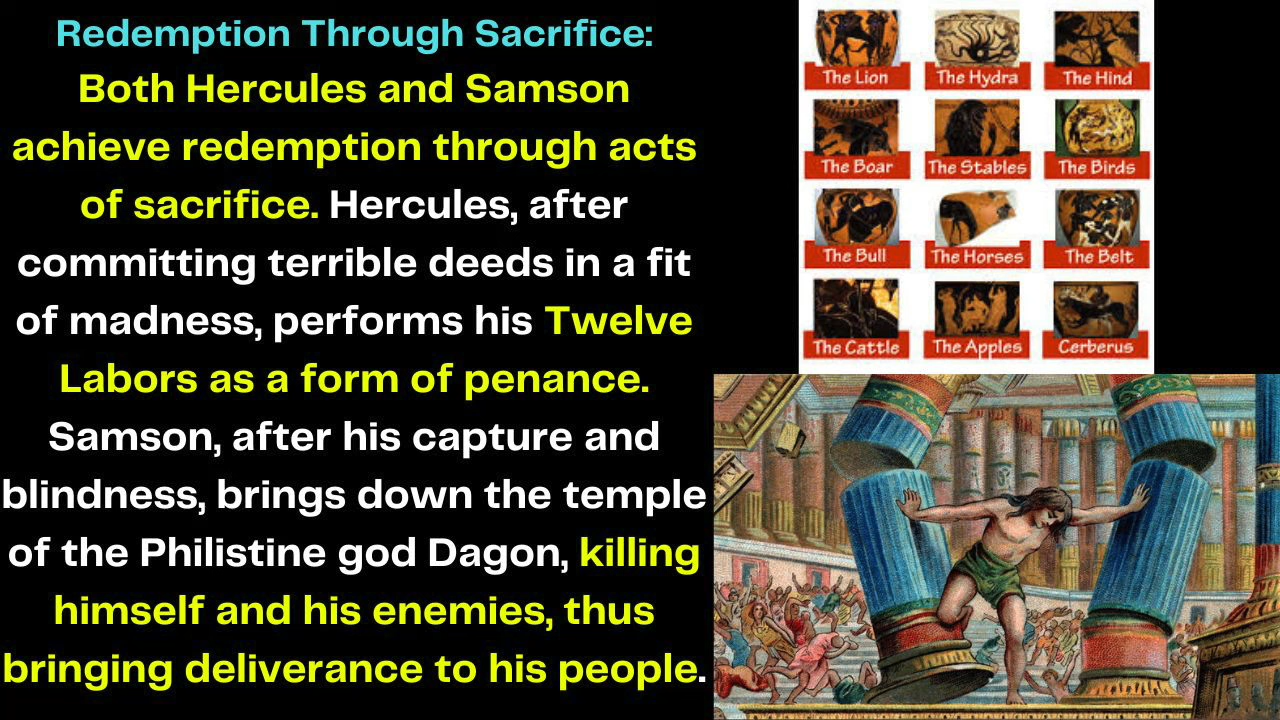 Redemption Through Sacrifice:
Both Hercules and Samson
achieve redemption through acts
of sacrifice. Hercules, after
committing terrible deeds in a fit
of madness, performs his Twelve
Labors as a form of penance.
Samson, after his capture and
blindness, brings down the temple
of the Philistine god Dagon, killing
himself and his enemies, thus
bringing deliverance to his people.
The Lion
The Hydra
The Hind
The Boar
The Stables
The Birds
The Bull
The Horses
The Belt
The Cattle
The Apples
Cerberus